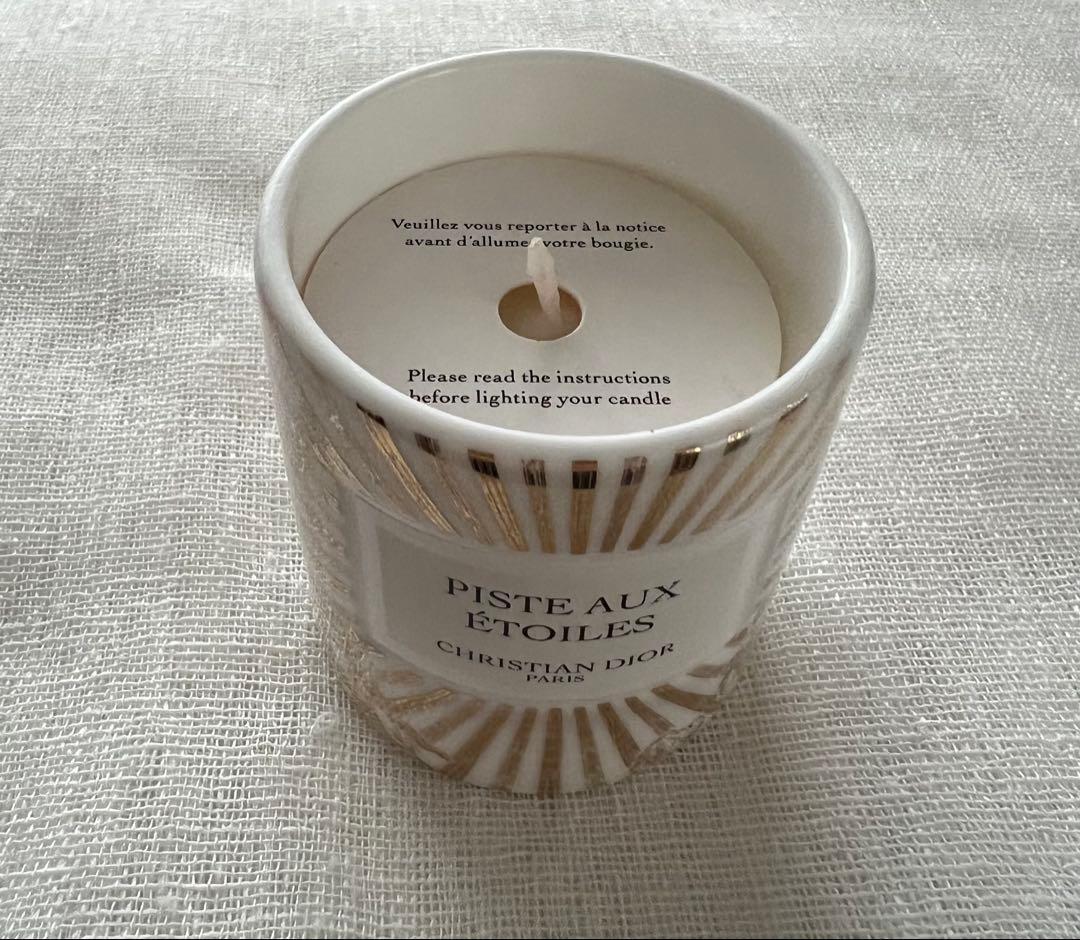 Veuillez vous reporter à la notice
avant d'allumer votre bougie.
Please read the instructions
before lighting your candle
PISTE AUX
ÉTOILES
CHRISTIAN DIOR
PARIS